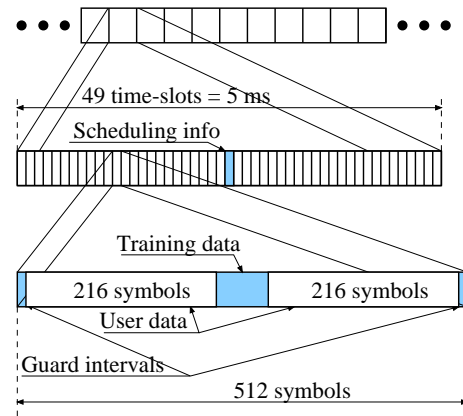 49 time-slots = 5 ms
Scheduling info
Training data
216 symbols
216 symbols
User data
Guard intervals
512 symbols